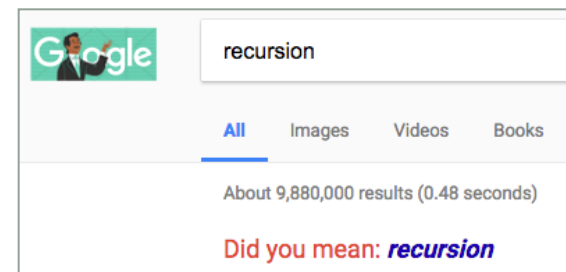 Google
recursion
All Images Videos Books
About 9,880,000 results (0.48 seconds)
Did you mean: recursion